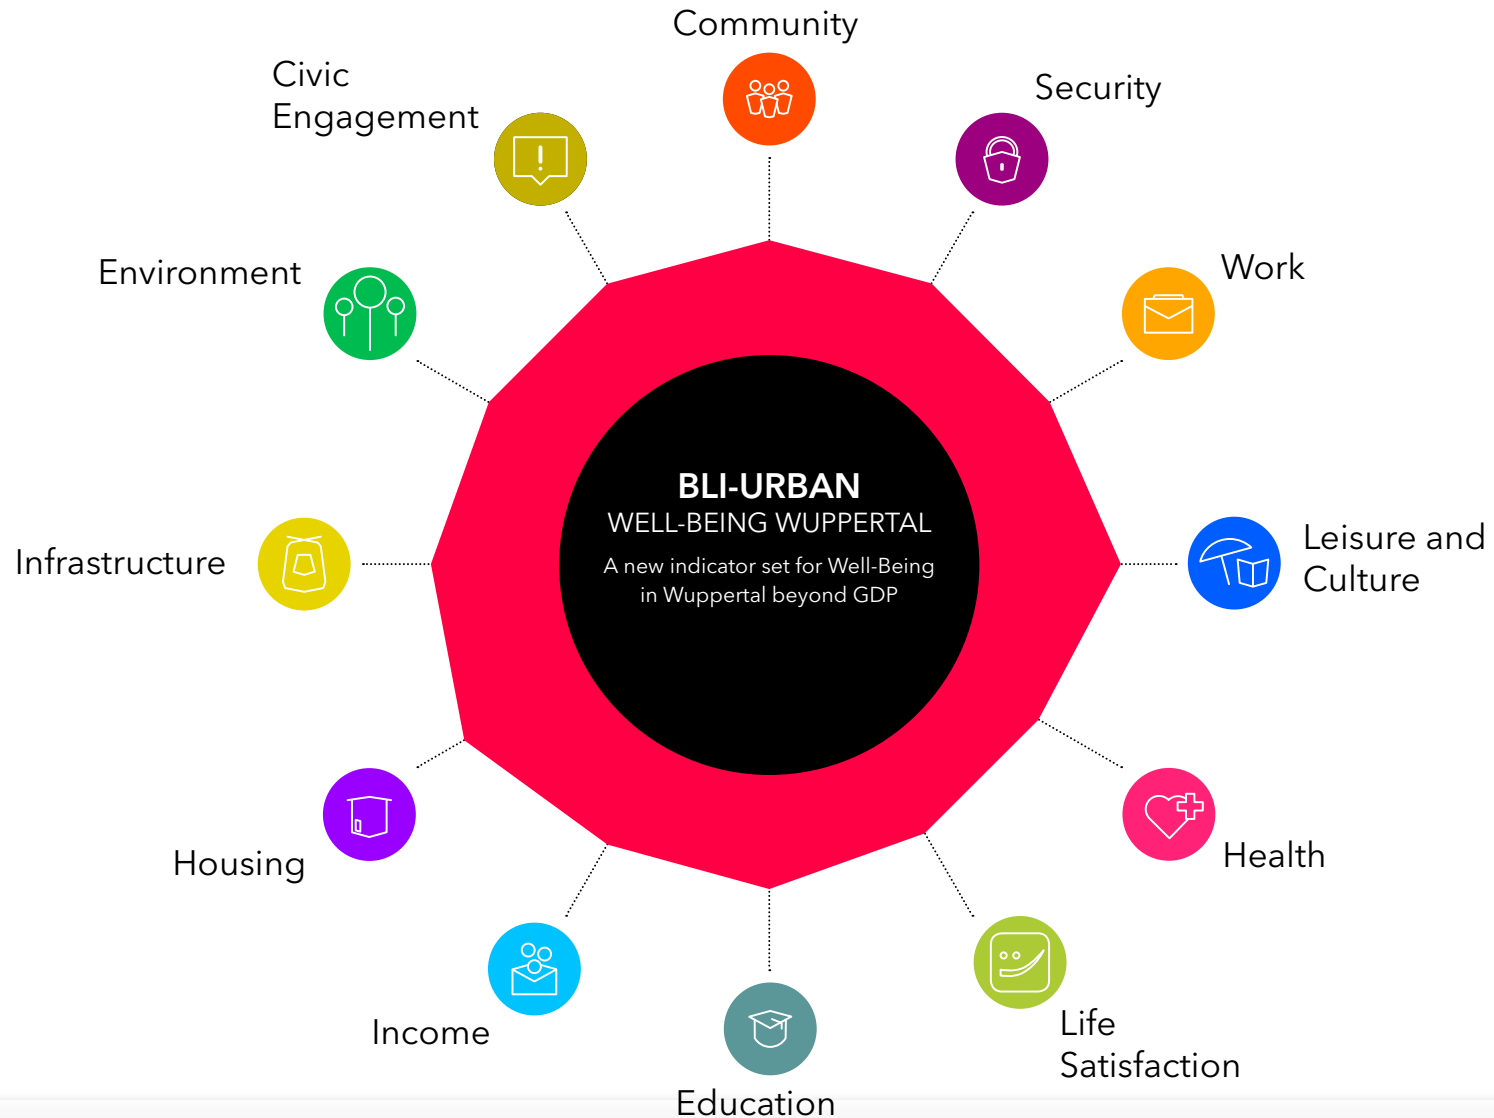 Community
Civic
Engagement
Security
Environment
Work
BLI-URBAN
WELL-BEING WUPPERTAL
A new indicator set for Well-Being
in Wuppertal beyond GDP
Infrastructure
Leisure and
Culture
Housing
Health
Income
Life
Satisfaction
Education